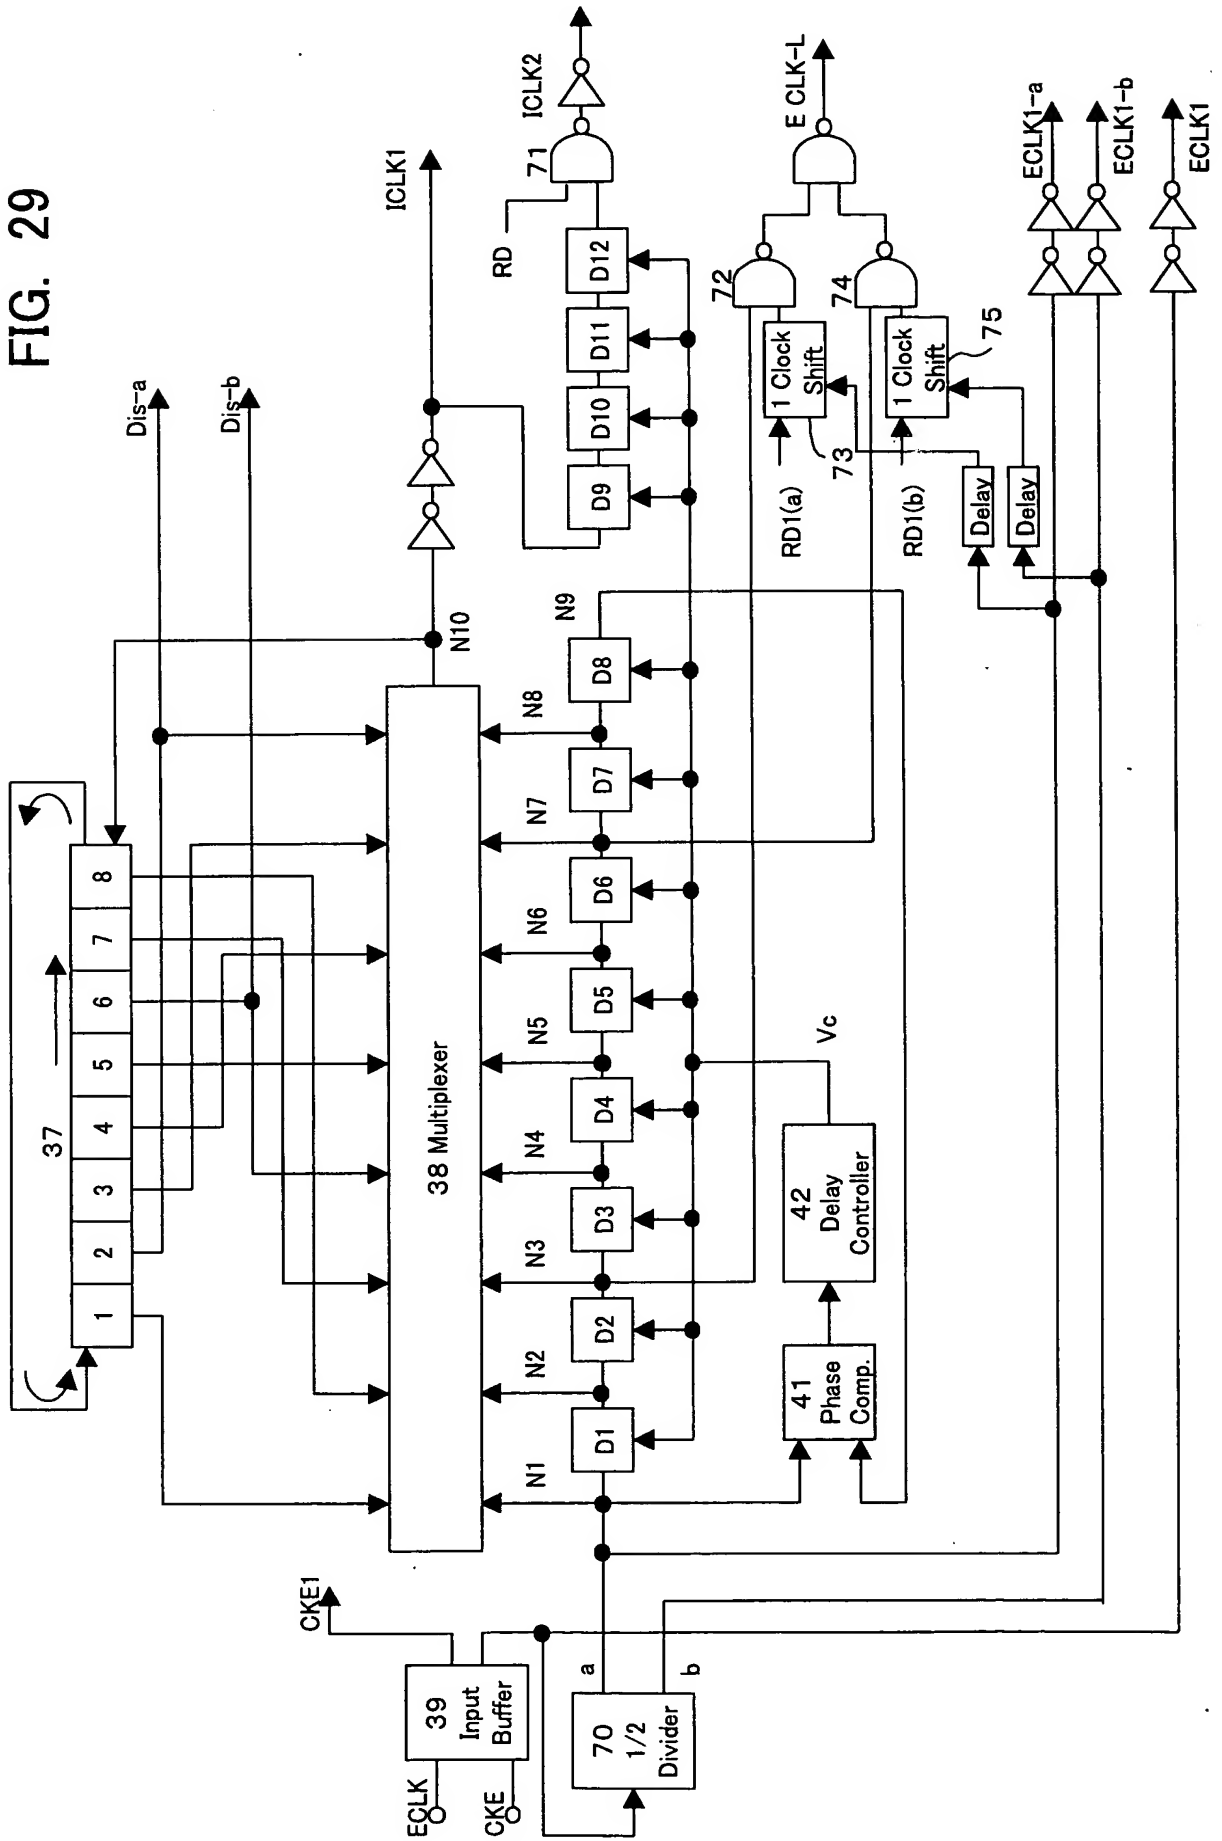 FIG. 29
Dis-a
Dis-b
37
1
2
3
4
5
6
7
8
N10
ICLK1
38 Multiplexer
N1
N2
N3
N4
N5
N6
N7
N8
N9
D1
D2
D3
D4
D5
D6
D7
D8
D9
D10
D11
D12
RD
71
ICLK2
CKE1
ECLK
CKE
39
Input
Buffer
70
1/2
Divider
a
b
41
Phase
Comp.
42
Delay
Controller
Vc
RD1(a)
1 Clock
Shift
73
72
RD1(b)
1 Clock
Shift
75
74
E CLK-L
Delay
Delay
ECLK1-a
ECLK1-b
ECLK1